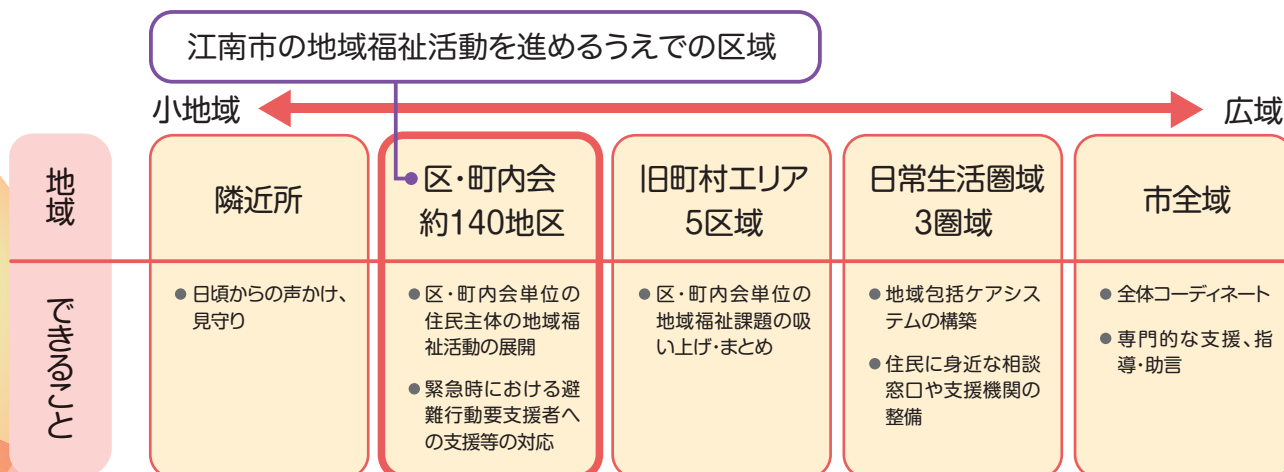 江南市の地域福祉活動を進めるうえでの区域
小地域
広域
地域
隣近所
区・町内会
約140地区
旧町村エリア
5区域
日常生活圏域
3圏域
市全域
できること
● 日頃からの声かけ、
見守り
● 区・町内会単位の
住民主体の地域福
祉活動の展開
● 緊急時における避
難行動要支援者へ
の支援等の対応
● 区・町内会単位の
地域福祉課題の吸
い上げ・まとめ
● 地域包括ケアシス
テムの構築
● 住民に身近な相談
窓口や支援機関の
整備
● 全体コーディネート
● 専門的な支援、指
導・助言